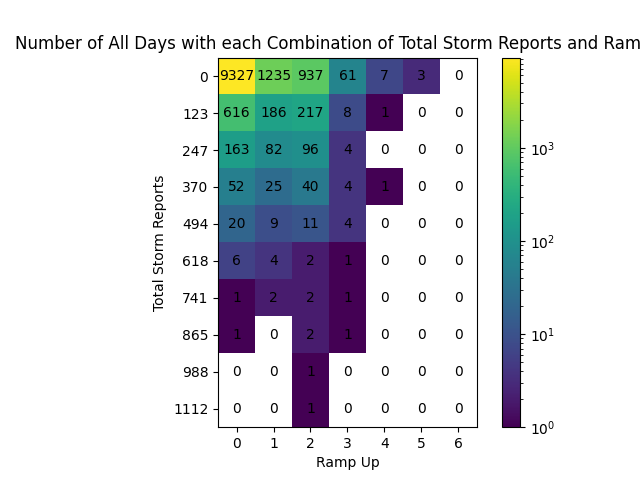 Number of All Days with each Combination of Total Storm Reports and Ram
0 9327 1235 937 61 7 3 0
123 616 186 217 8 1 0 0
247 163 82 96 4 0 0 0
370 52 25 40 4 1 0 0
494 20 9 11 4 0 0 0
618 6 4 2 1 0 0 0
741 1 2 2 1 0 0 0
865 1 0 2 1 0 0 0
988 0 0 1 0 0 0 0
1112 0 0 1 0 0 0 0
0 1 2 3 4 5 6
Ramp Up
Total Storm Reports
10³
10²
10¹
10⁰